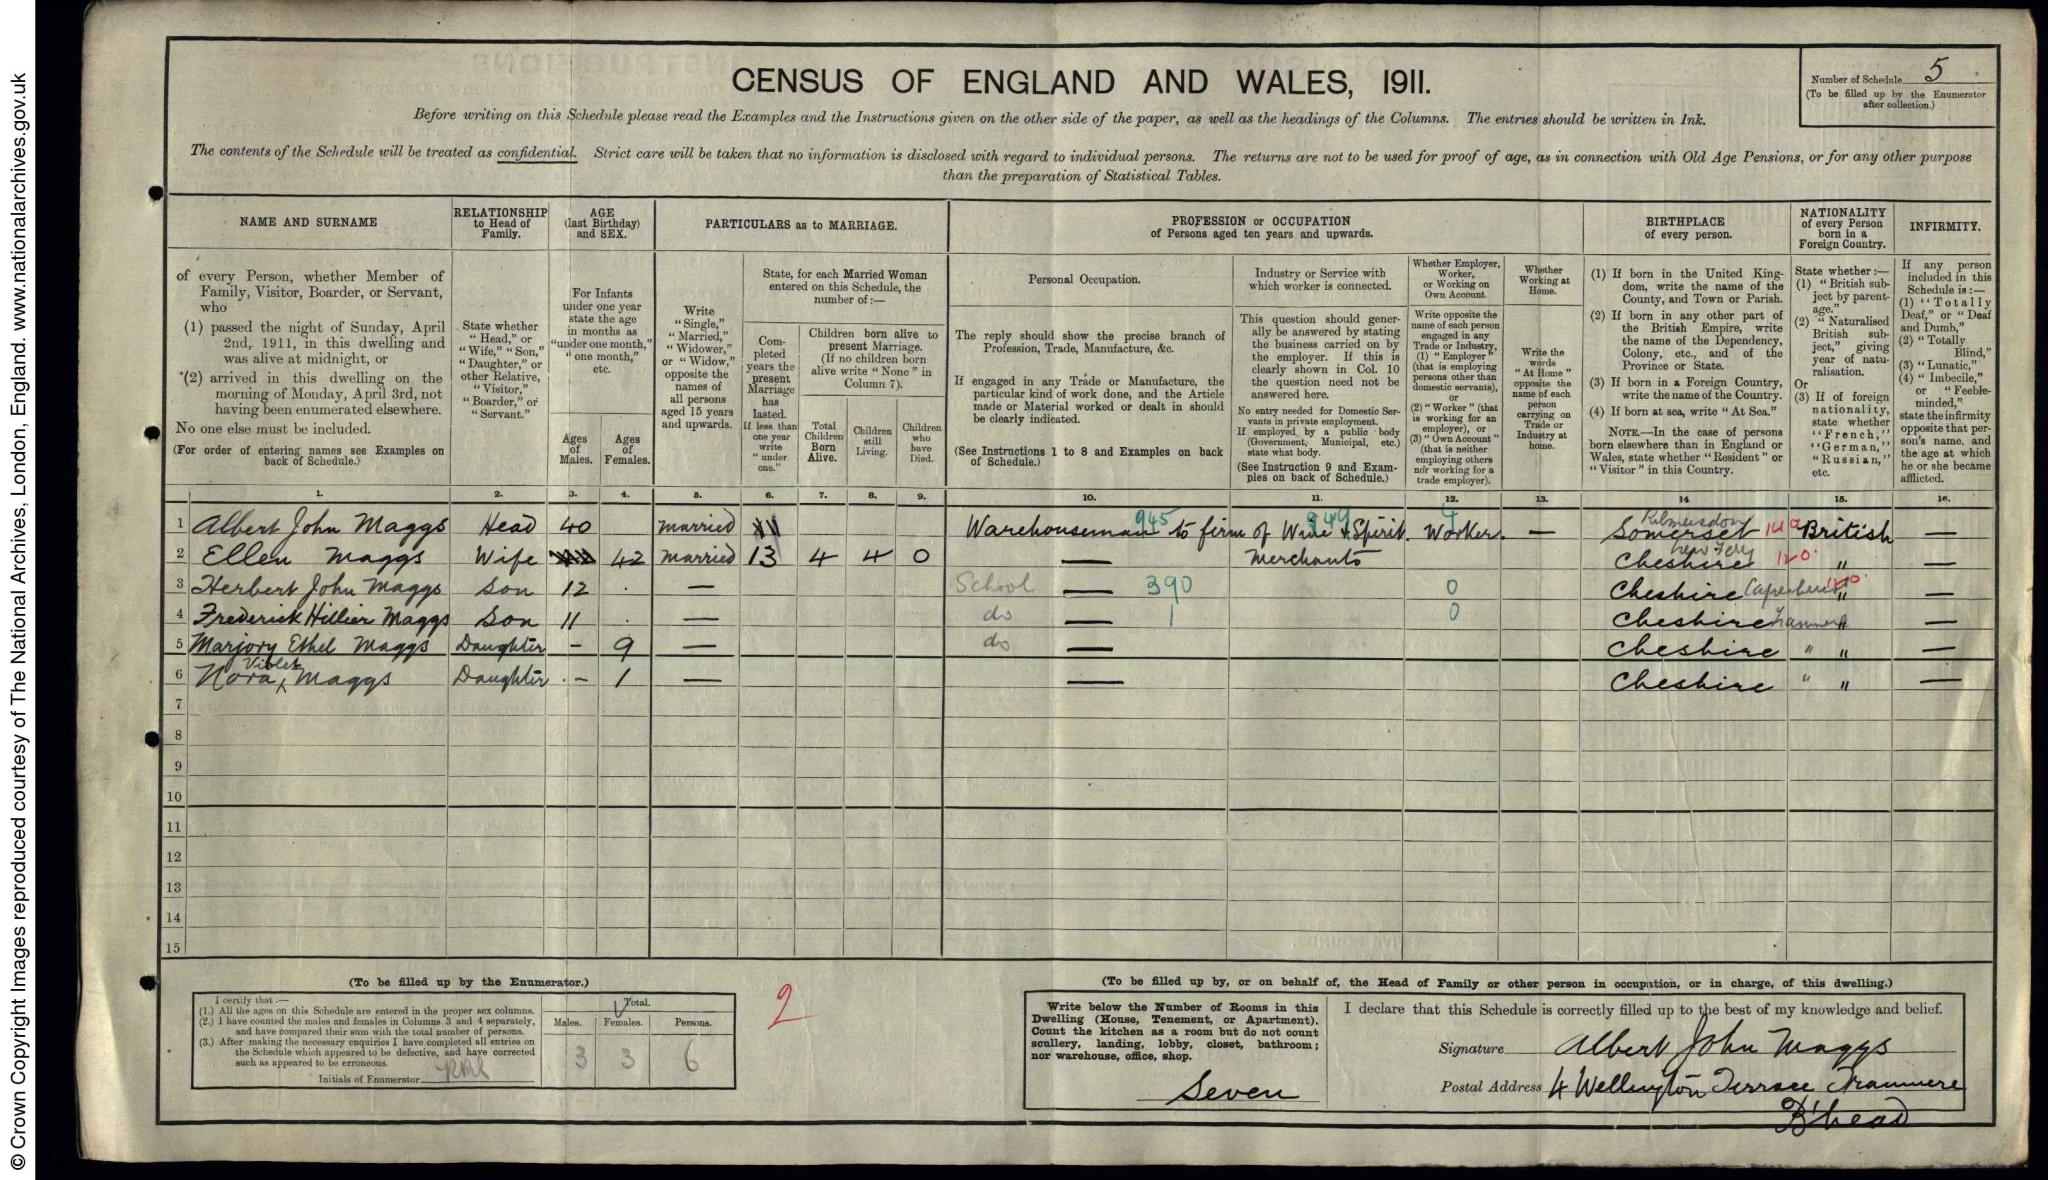 © Crown Copyright Images reproduced courtesy of The National Archives, London, England. www.nationalarchives.gov.uk
CENSUS OF ENGLAND AND WALES, 1911.
Number of Schedule 5
(To be filled up by the Enumerator after collection.)
Before writing on this Schedule please read the Examples and the Instructions given on the other side of the paper, as well as the headings of the Columns. The entries should be written in Ink.
The contents of the Schedule will be treated as confidential. Strict care will be taken that no information is disclosed with regard to individual persons. The returns are not to be used for proof of age, as in connection with Old Age Pensions, or for any other purpose
than the preparation of Statistical Tables.
NAME AND SURNAME
RELATIONSHIP to Head of Family.
AGE (last Birthday) and SEX.
PARTICULARS as to MARRIAGE.
PROFESSION or OCCUPATION
of Persons aged ten years and upwards.
BIRTHPLACE
of every person.
NATIONALITY of every Person born in a Foreign Country.
INFIRMITY.
of every Person, whether Member of
Family, Visitor, Boarder, or Servant,
who
(1) passed the night of Sunday, April
2nd, 1911, in this dwelling and
was alive at midnight, or
*(2) arrived in this dwelling on the
morning of Monday, April 3rd, not
having been enumerated elsewhere.
No one else must be included.
(For order of entering names see Examples on
back of Schedule.)
State whether
"Head," or
"Wife," "Son,"
"Daughter," or
other Relative,
"Visitor,"
"Boarder," or
"Servant."
For Infants
under one year
state the age
in months as
"under one month,"
"one month,"
etc.
Ages of Males.
Ages of Females.
Write
"Single,"
"Married,"
"Widower,"
or "Widow,"
opposite the
names of
all persons
aged 15 years
and upwards.
State, for each Married Woman
entered on this Schedule, the
number of:—
Completed
years the
present
Marriage
has
lasted.
If less than
one year
write
"under
one."
Children born alive to
present Marriage.
(If no children born
alive write "None" in
Column 7).
Total Children Born Alive.
Children still Living.
Children who have Died.
Personal Occupation.
The reply should show the precise branch of
Profession, Trade, Manufacture, &c.
If engaged in any Trade or Manufacture, the
particular kind of work done, and the Article
made or Material worked or dealt in should
be clearly indicated.
(See Instructions 1 to 8 and Examples on back
of Schedule.)
Industry or Service with
which worker is connected.
This question should gener-
ally be answered by stating
the business carried on by
the employer. If this is
clearly shown in Col. 10
the question need not be
answered here.
No entry needed for Domestic Ser-
vants in private employment.
If employed by a public body
(Government, Municipal, etc.)
state what body.
(See Instruction 9 and Exam-
ples on back of Schedule.)
Whether Employer,
Worker,
or Working on
Own Account.
Write opposite the
name of each person
engaged in any
Trade or Industry,
(1) "Employer"
(that is employing
persons other than
domestic servants),
or
(2) "Worker" (that
is working for an
employer), or
(3) "Own Account"
(that is neither
employing others
nor working for a
trade employer).
Whether
Working at
Home.
Write the
words
"At Home"
opposite the
name of each
person
carrying on
Trade or
Industry at
home.
(1) If born in the United King-
dom, write the name of the
County, and Town or Parish.
(2) If born in any other part of
the British Empire, write
the name of the Dependency,
Colony, etc., and of the
Province or State.
(3) If born in a Foreign Country,
write the name of the Country.
(4) If born at sea, write "At Sea."
NOTE.—In the case of persons
born elsewhere than in England or
Wales, state whether "Resident" or
"Visitor" in this Country.
State whether:—
(1) "British sub-
ject by parent-
age."
(2) "Naturalised
British sub-
ject," giving
year of natu-
ralisation.
Or
(3) If of foreign
nationality,
state whether
"French,"
"German,"
"Russian,"
etc.
If any person
included in this
Schedule is:—
(1) "Totally
Deaf," or "Deaf
and Dumb,"
(2) "Totally
Blind,"
(3) "Lunatic,"
(4) "Imbecile,"
or "Feeble-
minded,"
state the infirmity
opposite that per-
son's name, and
the age at which
he or she became
afflicted.
1. 2. 3. 4. 5. 6. 7. 8. 9. 10. 11. 12. 13. 14 15. 16.
1 Albert John Maggs Head 40 Married Warehouseman 945 to firm of Wine & Spirit. 949 Worker. 4 — Kilmersdon Somerset British —
2 Ellen Maggs Wife 42 Married 13 4 4 0 — Merchants New Ferry Cheshire 120 " —
3 Herbert John Maggs Son 12 . — School — 390 0 Cheshire Capenhurst 120 " —
4 Frederick Hillier Maggs Son 11 . — do — 1 0 Cheshire Tranmere " —
5 Marjory Ethel Maggs Daughter – 9 — do — Cheshire " " —
6 Nora Violet Maggs Daughter – 1 — — Cheshire " " —
7
8
9
10
11
12
13
14
15
(To be filled up by the Enumerator.)
I certify that:—
(1.) All the ages on this Schedule are entered in the proper sex columns.
(2.) I have counted the males and females in Columns 3 and 4 separately,
and have compared their sum with the total number of persons.
(3.) After making the necessary enquiries I have completed all entries on
the Schedule which appeared to be defective, and have corrected
such as appeared to be erroneous.
Initials of Enumerator
Total.
Males. Females. Persons.
3 3 6
2
(To be filled up by, or on behalf of, the Head of Family or other person in occupation, or in charge, of this dwelling.)
Write below the Number of Rooms in this
Dwelling (House, Tenement, or Apartment).
Count the kitchen as a room but do not count
scullery, landing, lobby, closet, bathroom;
nor warehouse, office, shop.
Seven
I declare that this Schedule is correctly filled up to the best of my knowledge and belief.
Signature Albert John Maggs
Postal Address 4 Wellington Terrace Tranmere
B'head